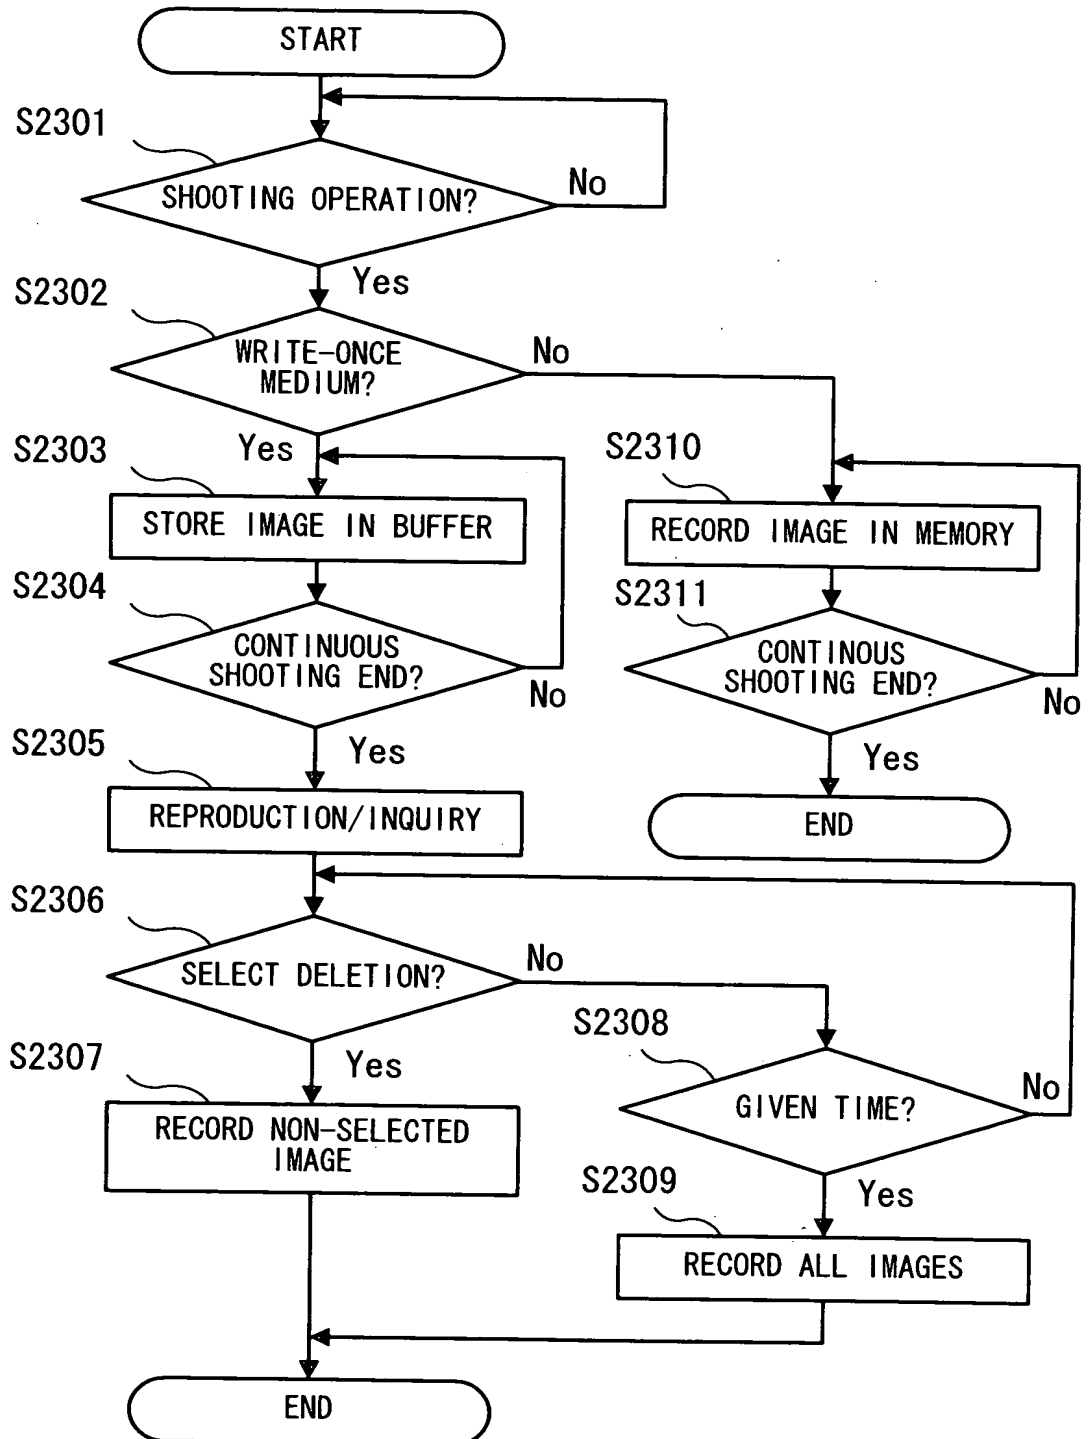 START
S2301
SHOOTING OPERATION?
No
Yes
S2302
WRITE-ONCE
MEDIUM?
No
Yes
S2303
STORE IMAGE IN BUFFER
S2310
RECORD IMAGE IN MEMORY
S2304
CONTINUOUS
SHOOTING END?
No
S2311
CONTINOUS
SHOOTING END?
No
Yes
S2305
Yes
REPRODUCTION/INQUIRY
END
S2306
SELECT DELETION?
No
S2308
GIVEN TIME?
No
S2307
Yes
RECORD NON-SELECTED
IMAGE
S2309
Yes
RECORD ALL IMAGES
END